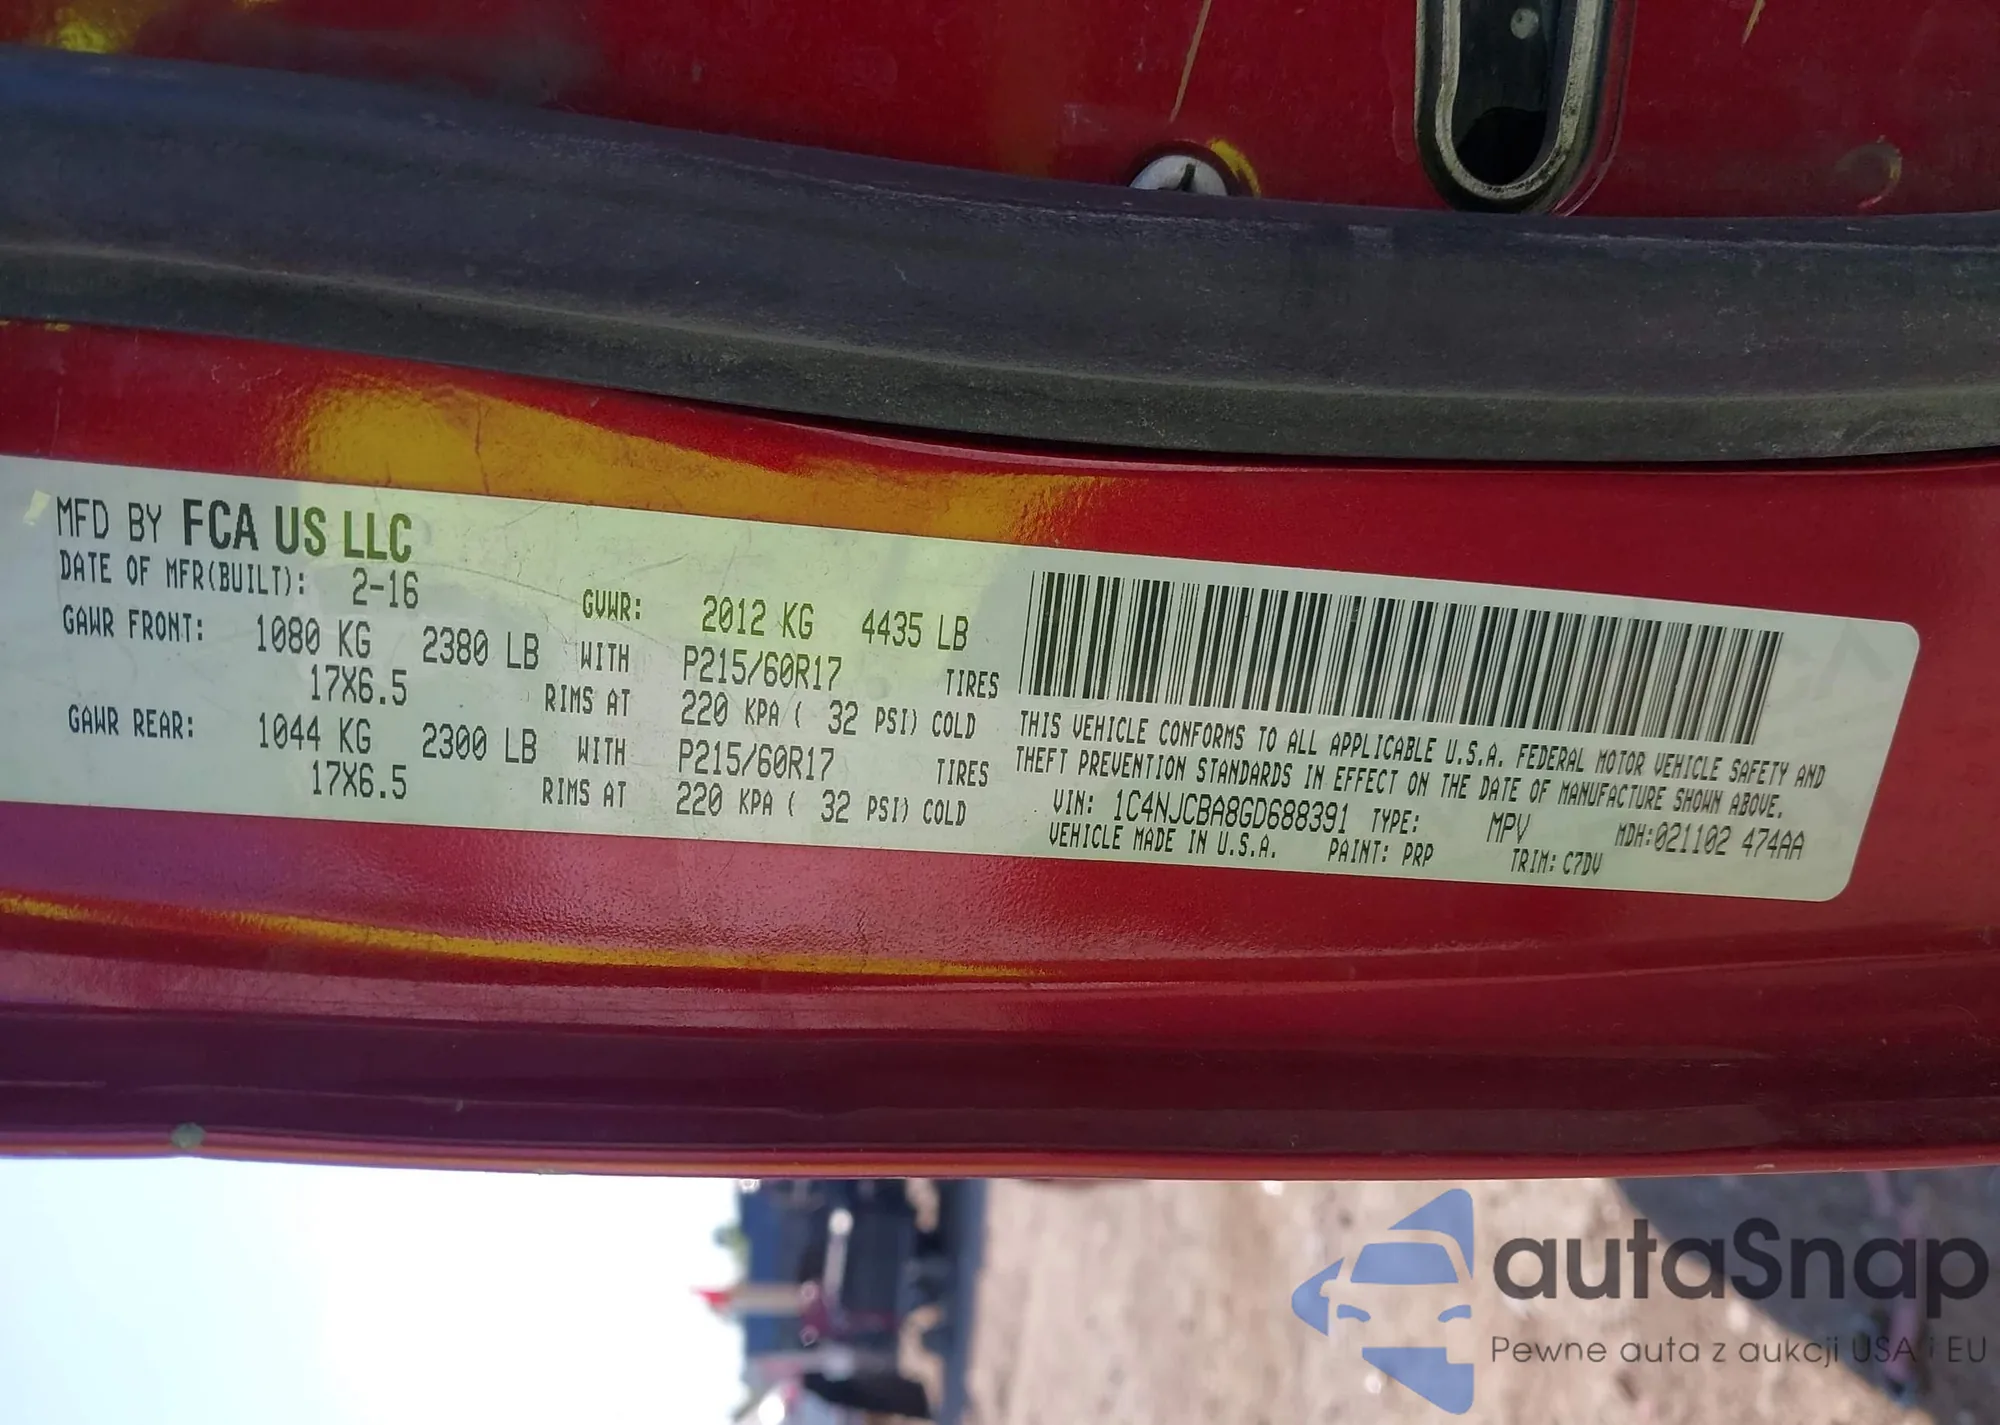 MFD BY FCA US LLC
DATE OF MFR(BUILT): 2-16 GVWR: 2012 KG 4435 LB
GAWR FRONT: 1080 KG 2380 LB WITH P215/60R17 TIRES
17X6.5 RIMS AT 220 KPA ( 32 PSI) COLD
GAWR REAR: 1044 KG 2300 LB WITH P215/60R17 TIRES
17X6.5 RIMS AT 220 KPA ( 32 PSI) COLD
THIS VEHICLE CONFORMS TO ALL APPLICABLE U.S.A. FEDERAL MOTOR VEHICLE SAFETY AND
THEFT PREVENTION STANDARDS IN EFFECT ON THE DATE OF MANUFACTURE SHOWN ABOVE.
VIN: 1C4NJCBA8GD688391 TYPE: MPV MDH:021102 474AA
VEHICLE MADE IN U.S.A. PAINT: PRP TRIM: C7DV
autaSnap
Pewne auta z aukcji USA i EU